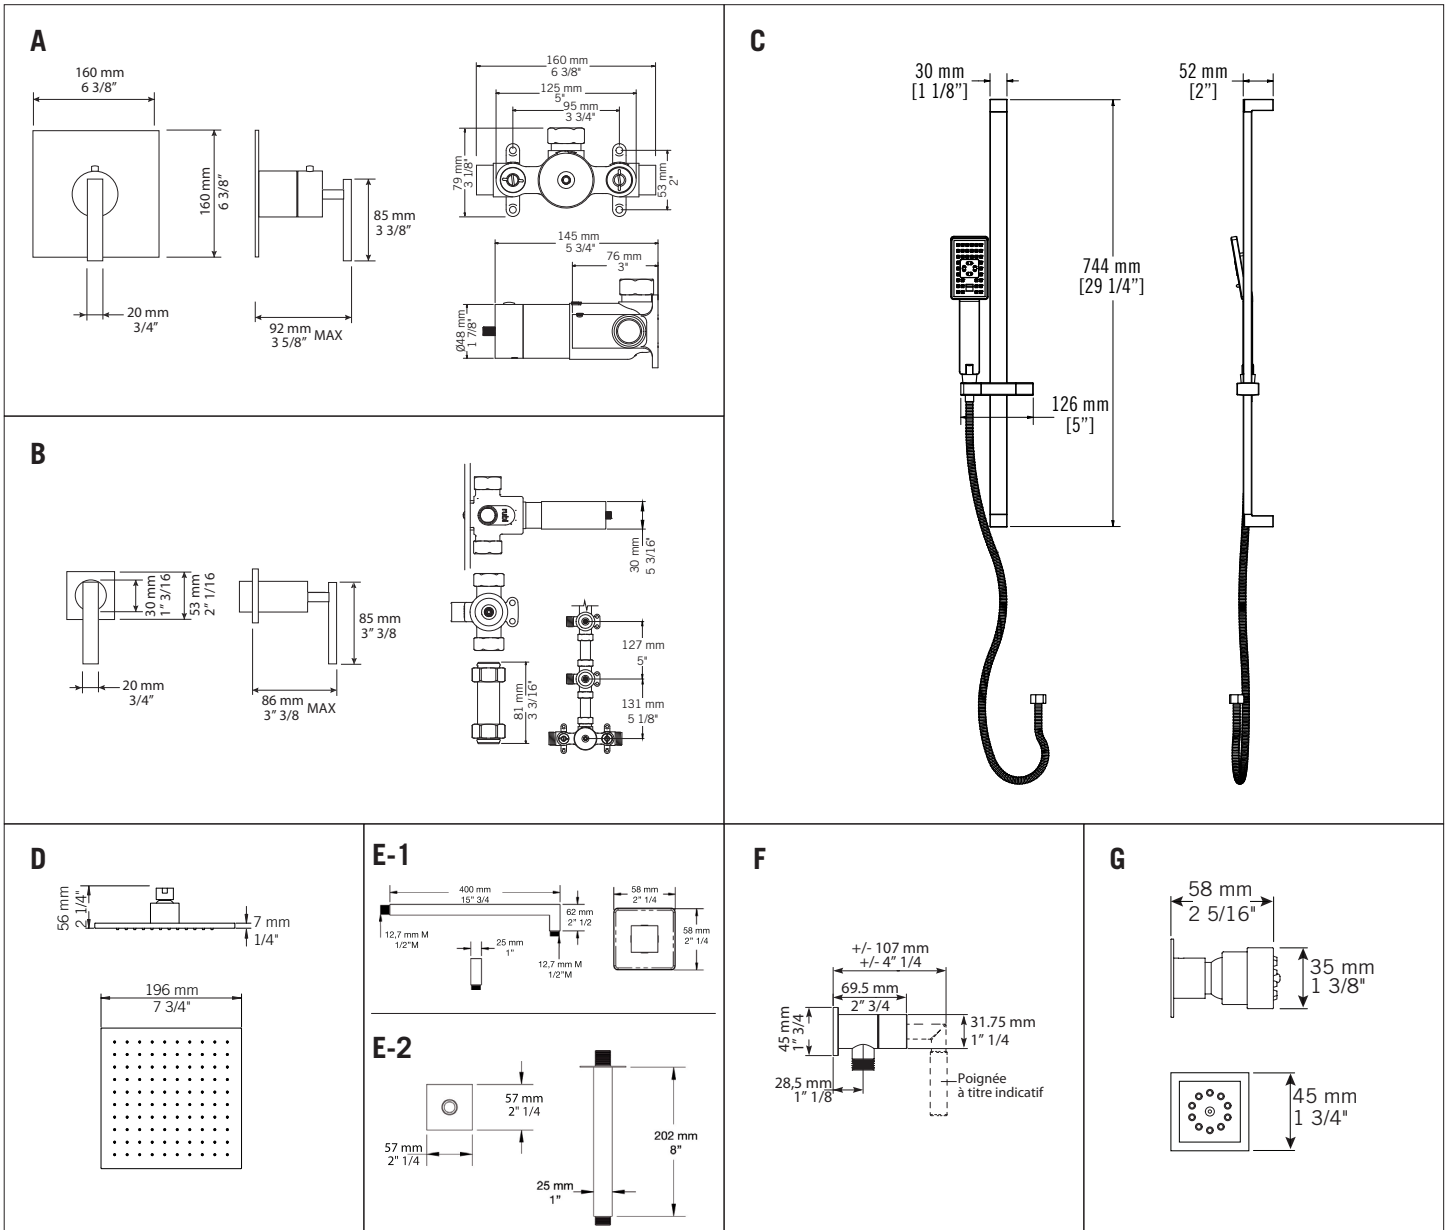 A
160 mm
6 3/8”
160 mm
6 3/8”
20 mm
3/4”
85 mm
3 3/8”
92 mm MAX
3 5/8”
160 mm
6 3/8"
125 mm
5"
95 mm
3 3/4"
79 mm
3 1/8"
53 mm
2"
145 mm
5 3/4"
76 mm
3"
Ø48 mm
1 7/8"
B
30 mm
1” 3/16
53 mm
2” 1/16
20 mm
3/4”
85 mm
3” 3/8
86 mm MAX
3” 3/8
rubi
30 mm
5 3/16"
81 mm
3 3/16"
127 mm
5"
131 mm
5 1/8"
C
30 mm
[1 1/8”]
52 mm
[2”]
744 mm
[29 1/4”]
126 mm
[5”]
D
56 mm
2 1/4"
7 mm
1/4"
196 mm
7 3/4"
E-1
400 mm
15” 3/4
62 mm
2” 1/2
12,7 mm M
1/2”M
25 mm
1"
12,7 mm M
1/2”M
58 mm
2” 1/4
58 mm
2” 1/4
E-2
57 mm
2” 1/4
57 mm
2” 1/4
202 mm
8”
25 mm
1”
F
+/- 107 mm
+/- 4” 1/4
69.5 mm
2” 3/4
45 mm
1” 3/4
31.75 mm
1” 1/4
28,5 mm
1” 1/8
Poignée
à titre indicatif
G
58 mm
2 5/16"
35 mm
1 3/8"
45 mm
1 3/4"